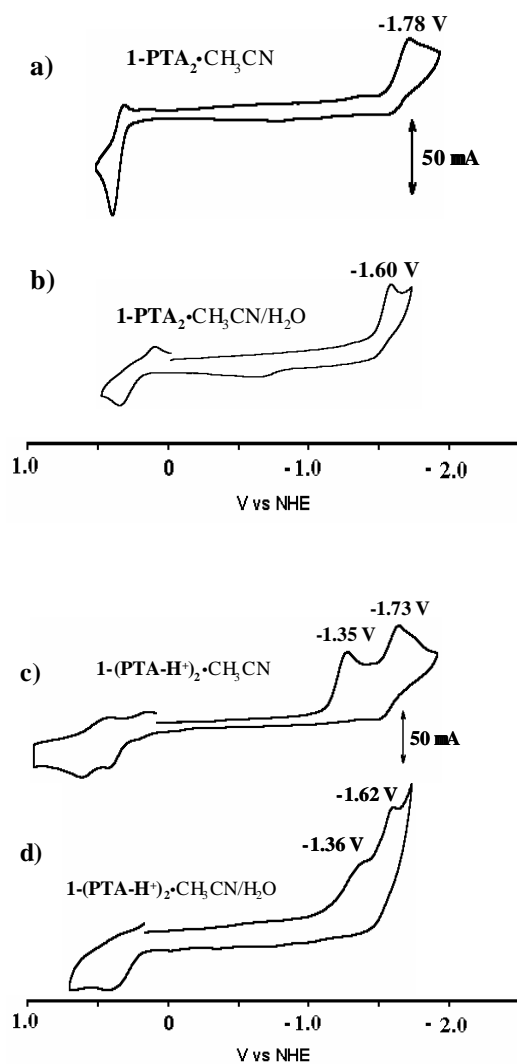 -1.78 V
a)
1-PTA₂•CH₃CN
50 mA
b)
-1.60 V
1-PTA₂•CH₃CN/H₂O
1.0 0 -1.0 - 2.0
V vs NHE
-1.73 V
-1.35 V
c)
1-(PTA-H⁺)₂•CH₃CN
50 mA
-1.62 V
-1.36 V
d)
1-(PTA-H⁺)₂•CH₃CN/H₂O
1.0 0 -1.0 - 2.0
V vs NHE